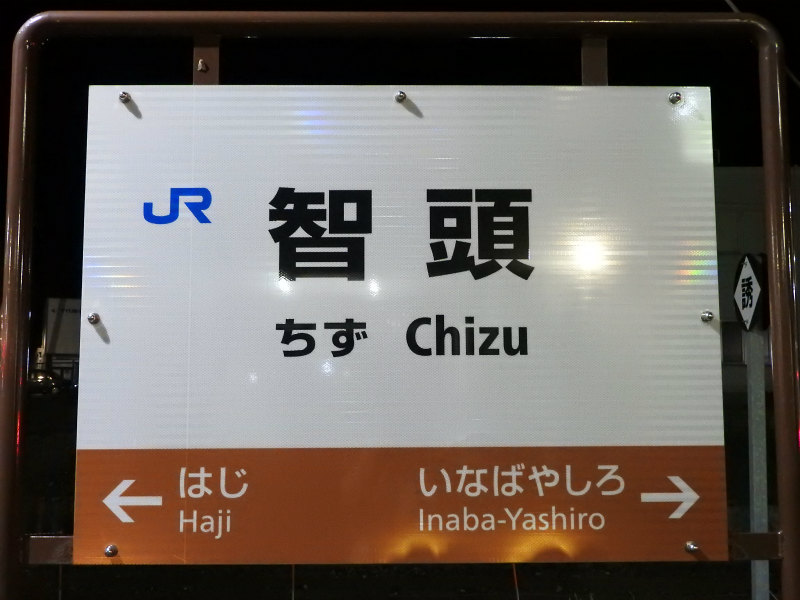 JR 智頭
ちず Chizu
← はじ
Haji
いなばやしろ →
Inaba-Yashiro